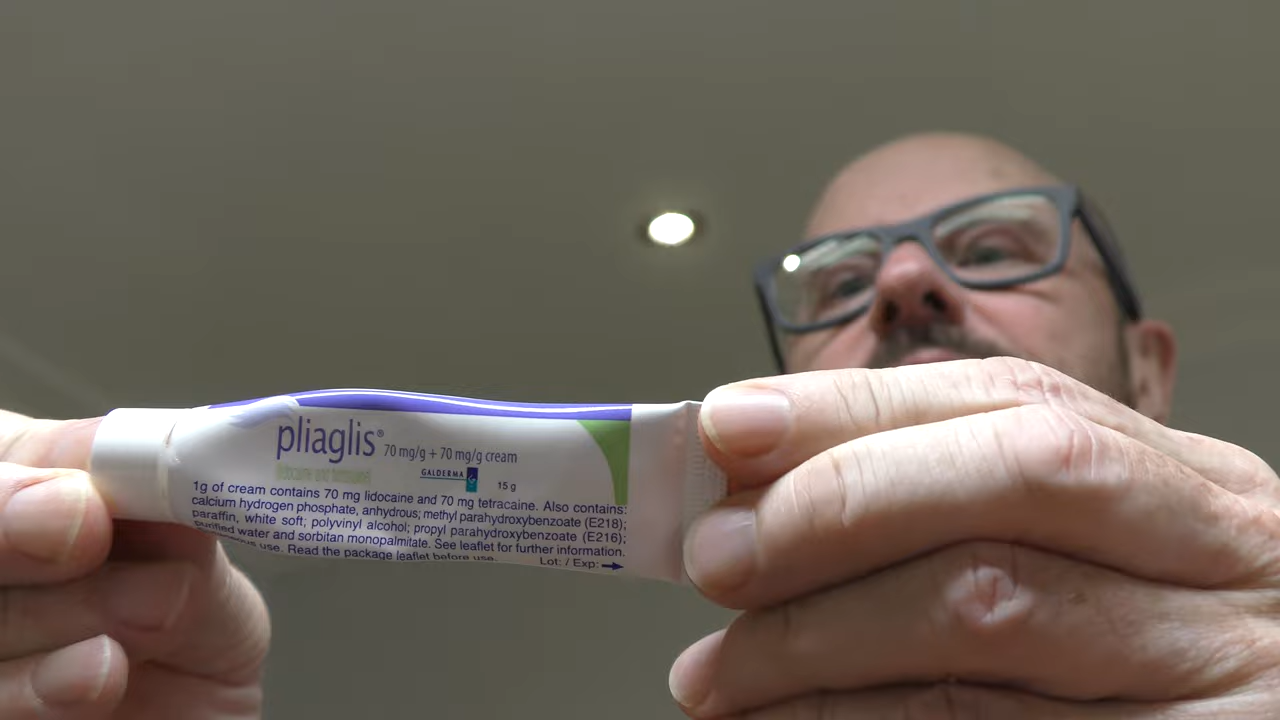 pliaglis® 70 mg/g + 70 mg/g cream
lidocaine and
GALDERMA
15 g
1g of cream contains 70 mg lidocaine and 70 mg tetracaine. Also contains:
calcium hydrogen phosphate, anhydrous; methyl parahydroxybenzoate (E218);
paraffin, white soft; polyvinyl alcohol; propyl parahydroxybenzoate (E216);
purified water and sorbitan monopalmitate. See leaflet for further information.
use. Read the package leaflet before use.
Lot: / Exp: